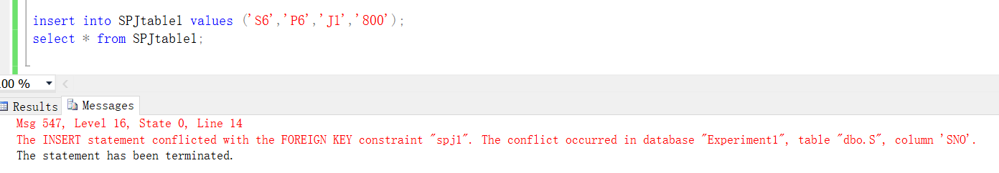 insert into SPJtable1 values ('S6','P6','J1','800');
select * from SPJtable1;
.00 %
Results
Messages
Msg 547, Level 16, State 0, Line 14
The INSERT statement conflicted with the FOREIGN KEY constraint "spj1". The conflict occurred in database "Experiment1", table "dbo.S", column 'SNO'.
The statement has been terminated.